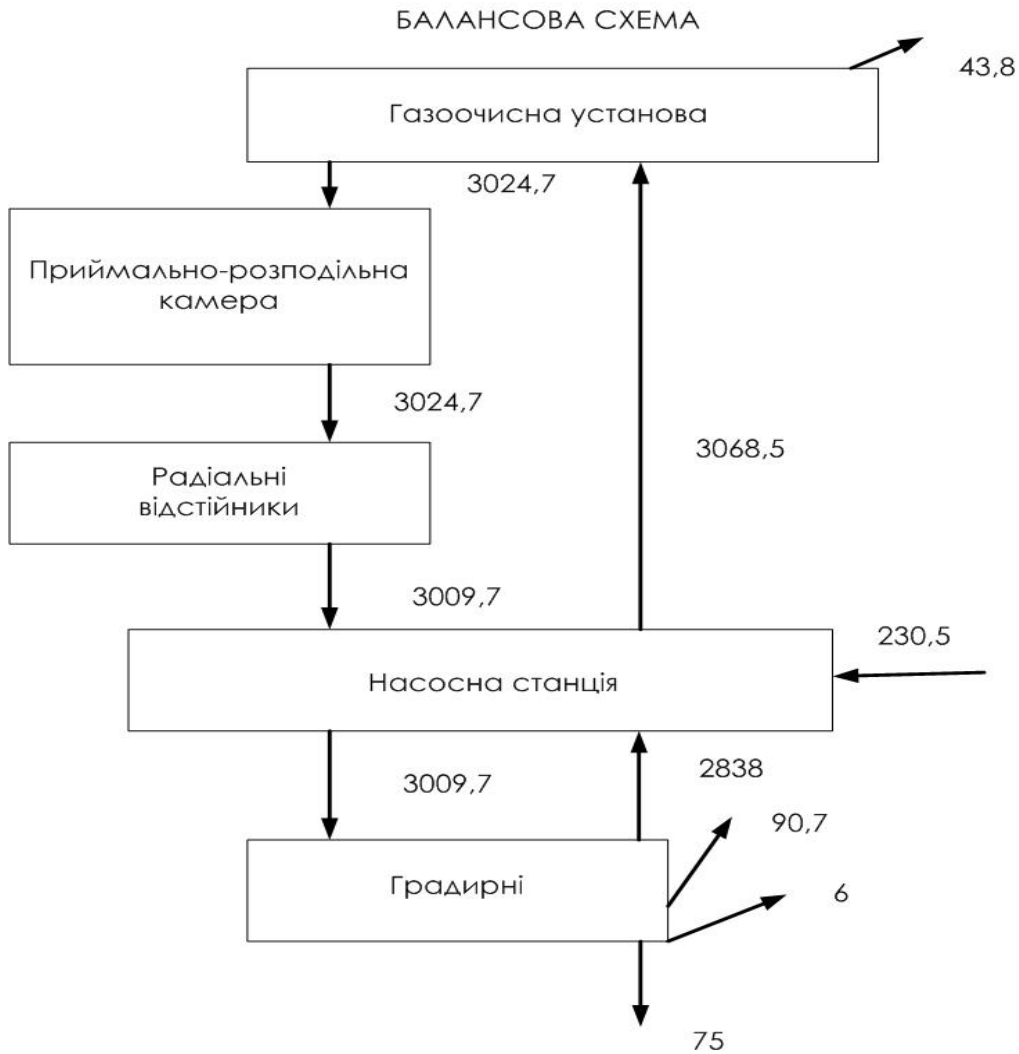 БАЛАНСОВА СХЕМА
43,8
Газоочисна установа
3024,7
Приймально-розподільна
камера
3024,7
3068,5
Радіальні
відстійники
3009,7
230,5
Насосна станція
3009,7
2838
90,7
Градирні
6
75